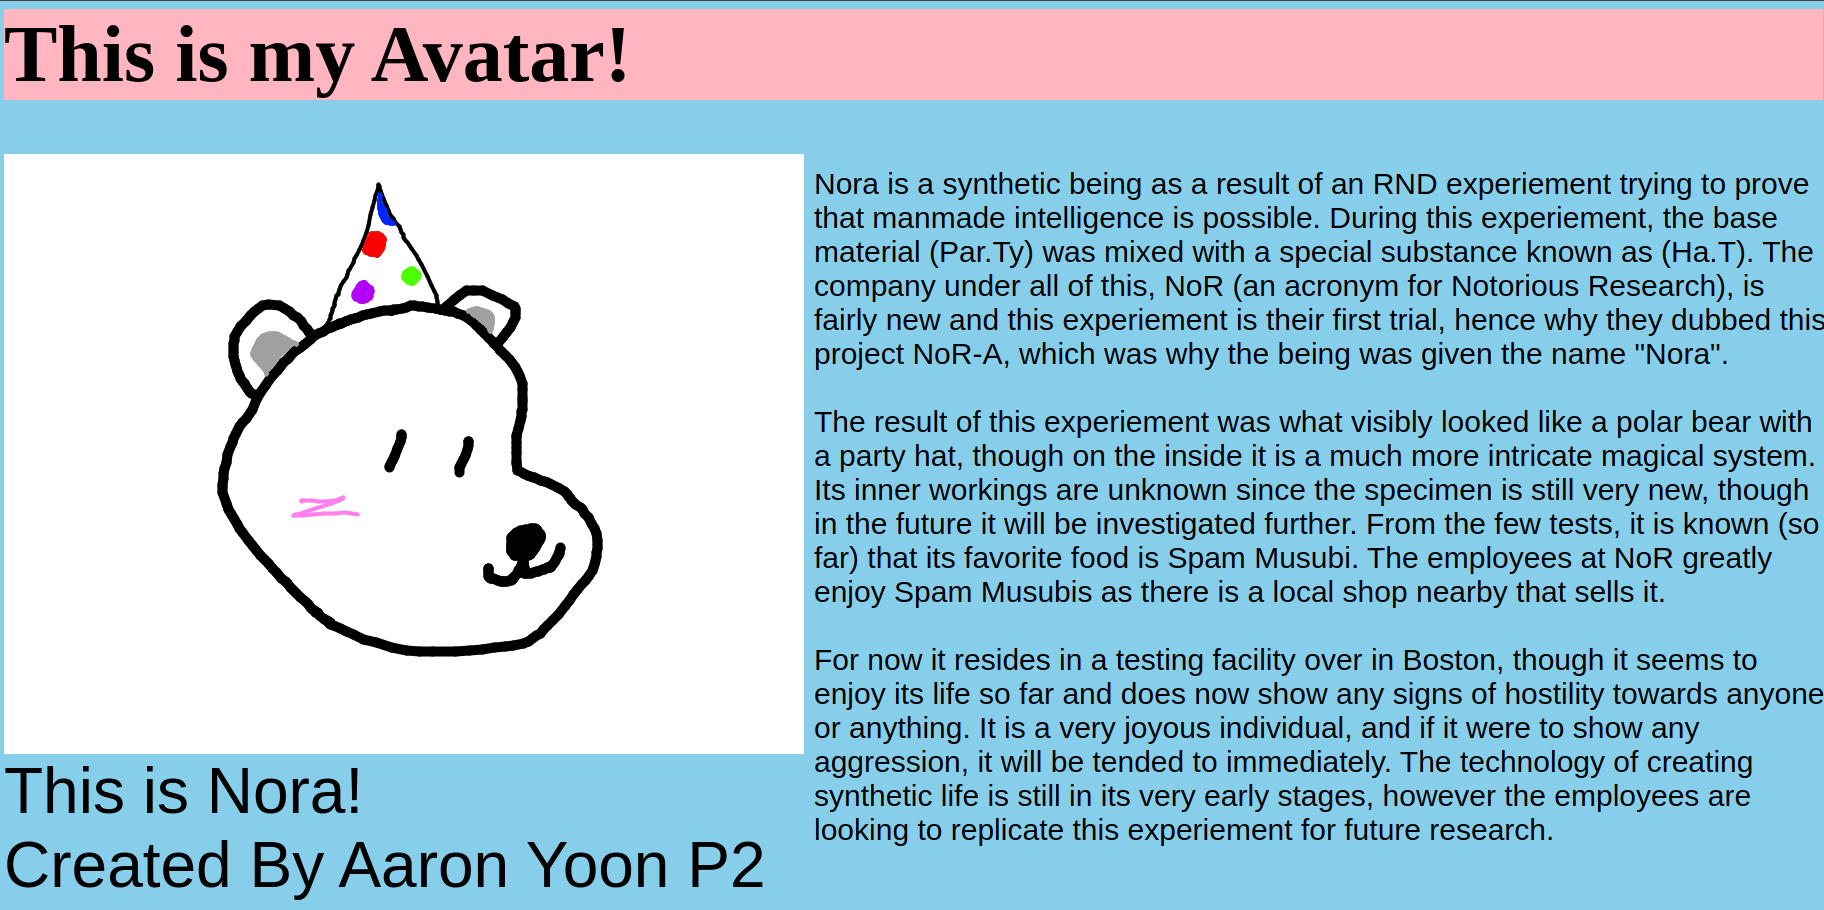 This is my Avatar!
Nora is a synthetic being as a result of an RND experiement trying to prove
that manmade intelligence is possible. During this experiement, the base
material (Par.Ty) was mixed with a special substance known as (Ha.T). The
company under all of this, NoR (an acronym for Notorious Research), is
fairly new and this experiement is their first trial, hence why they dubbed this
project NoR-A, which was why the being was given the name "Nora".
The result of this experiement was what visibly looked like a polar bear with
a party hat, though on the inside it is a much more intricate magical system.
Its inner workings are unknown since the specimen is still very new, though
in the future it will be investigated further. From the few tests, it is known (so
far) that its favorite food is Spam Musubi. The employees at NoR greatly
enjoy Spam Musubis as there is a local shop nearby that sells it.
For now it resides in a testing facility over in Boston, though it seems to
enjoy its life so far and does now show any signs of hostility towards anyone
or anything. It is a very joyous individual, and if it were to show any
aggression, it will be tended to immediately. The technology of creating
synthetic life is still in its very early stages, however the employees are
looking to replicate this experiement for future research.
This is Nora!
Created By Aaron Yoon P2